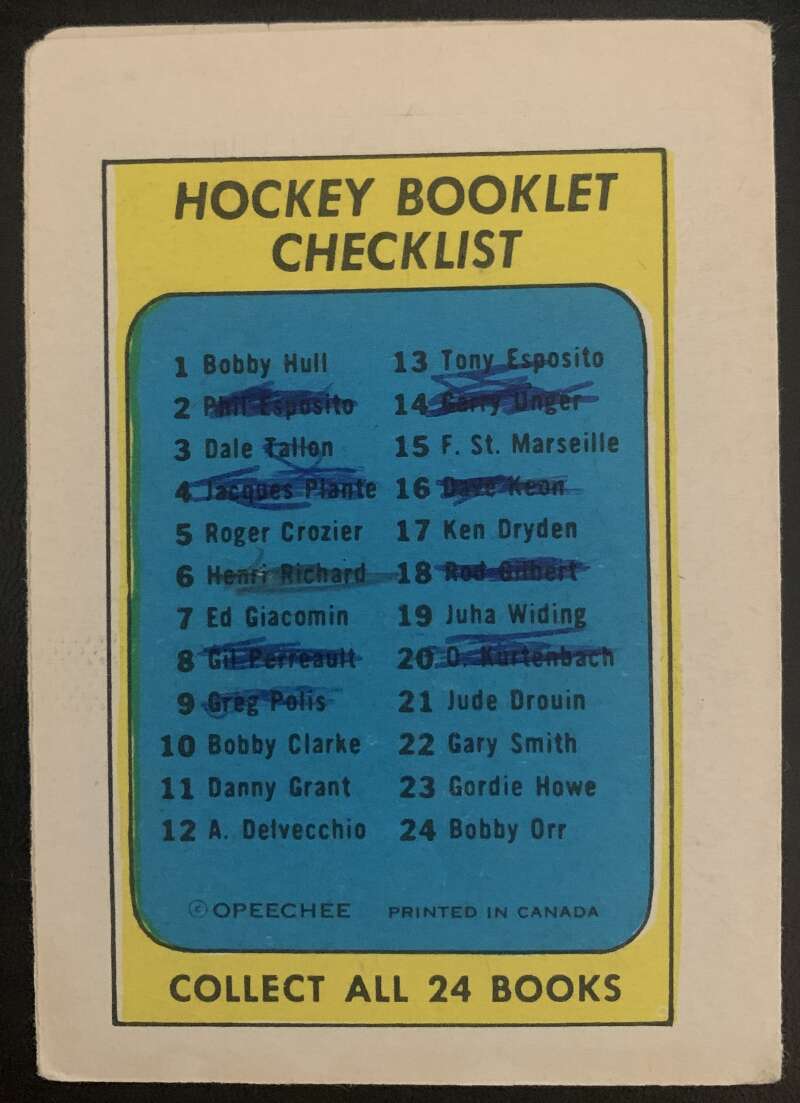 HOCKEY BOOKLET
CHECKLIST
1 Bobby Hull
2 Phil Esposito
3 Dale Tallon
4 Jacques Plante
5 Roger Crozier
6 Henri Richard
7 Ed Giacomin
8 Gil Perreault
9 Greg Polis
10 Bobby Clarke
11 Danny Grant
12 A. Delvecchio
13 Tony Esposito
14 Garry Unger
15 F. St. Marseille
16 Dave Keon
17 Ken Dryden
18 Rod Gilbert
19 Juha Widing
20 O. Kurtenbach
21 Jude Drouin
22 Gary Smith
23 Gordie Howe
24 Bobby Orr
© OPEECHEE PRINTED IN CANADA
COLLECT ALL 24 BOOKS